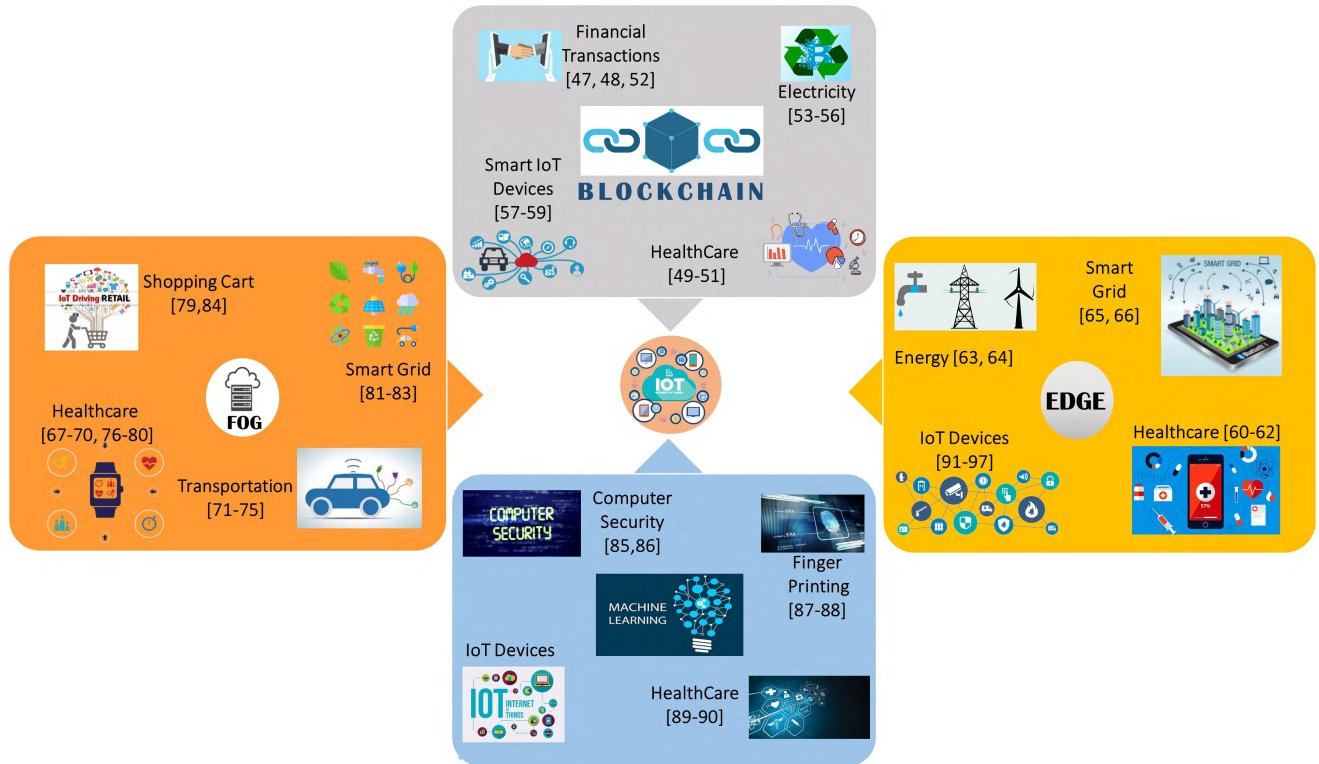 Financial
Transactions
[47, 48, 52]
Electricity
[53-56]
Smart IoT
Devices
[57-59]
BLOCKCHAIN
HealthCare
[49-51]
IoT Driving RETAIL
Shopping Cart
[79,84]
Smart Grid
[81-83]
FOG
Healthcare
[67-70, 76-80]
Transportation
[71-75]
IOT
Energy [63, 64]
Smart
Grid
[65, 66]
SMART GRID
EDGE
IoT Devices
[91-97]
Healthcare [60-62]
57%
COMPUTER
SECURITY
Computer
Security
[85,86]
Finger
Printing
[87-88]
MACHINE
LEARNING
IoT Devices
IOT
INTERNET
OF
THINGS
HealthCare
[89-90]